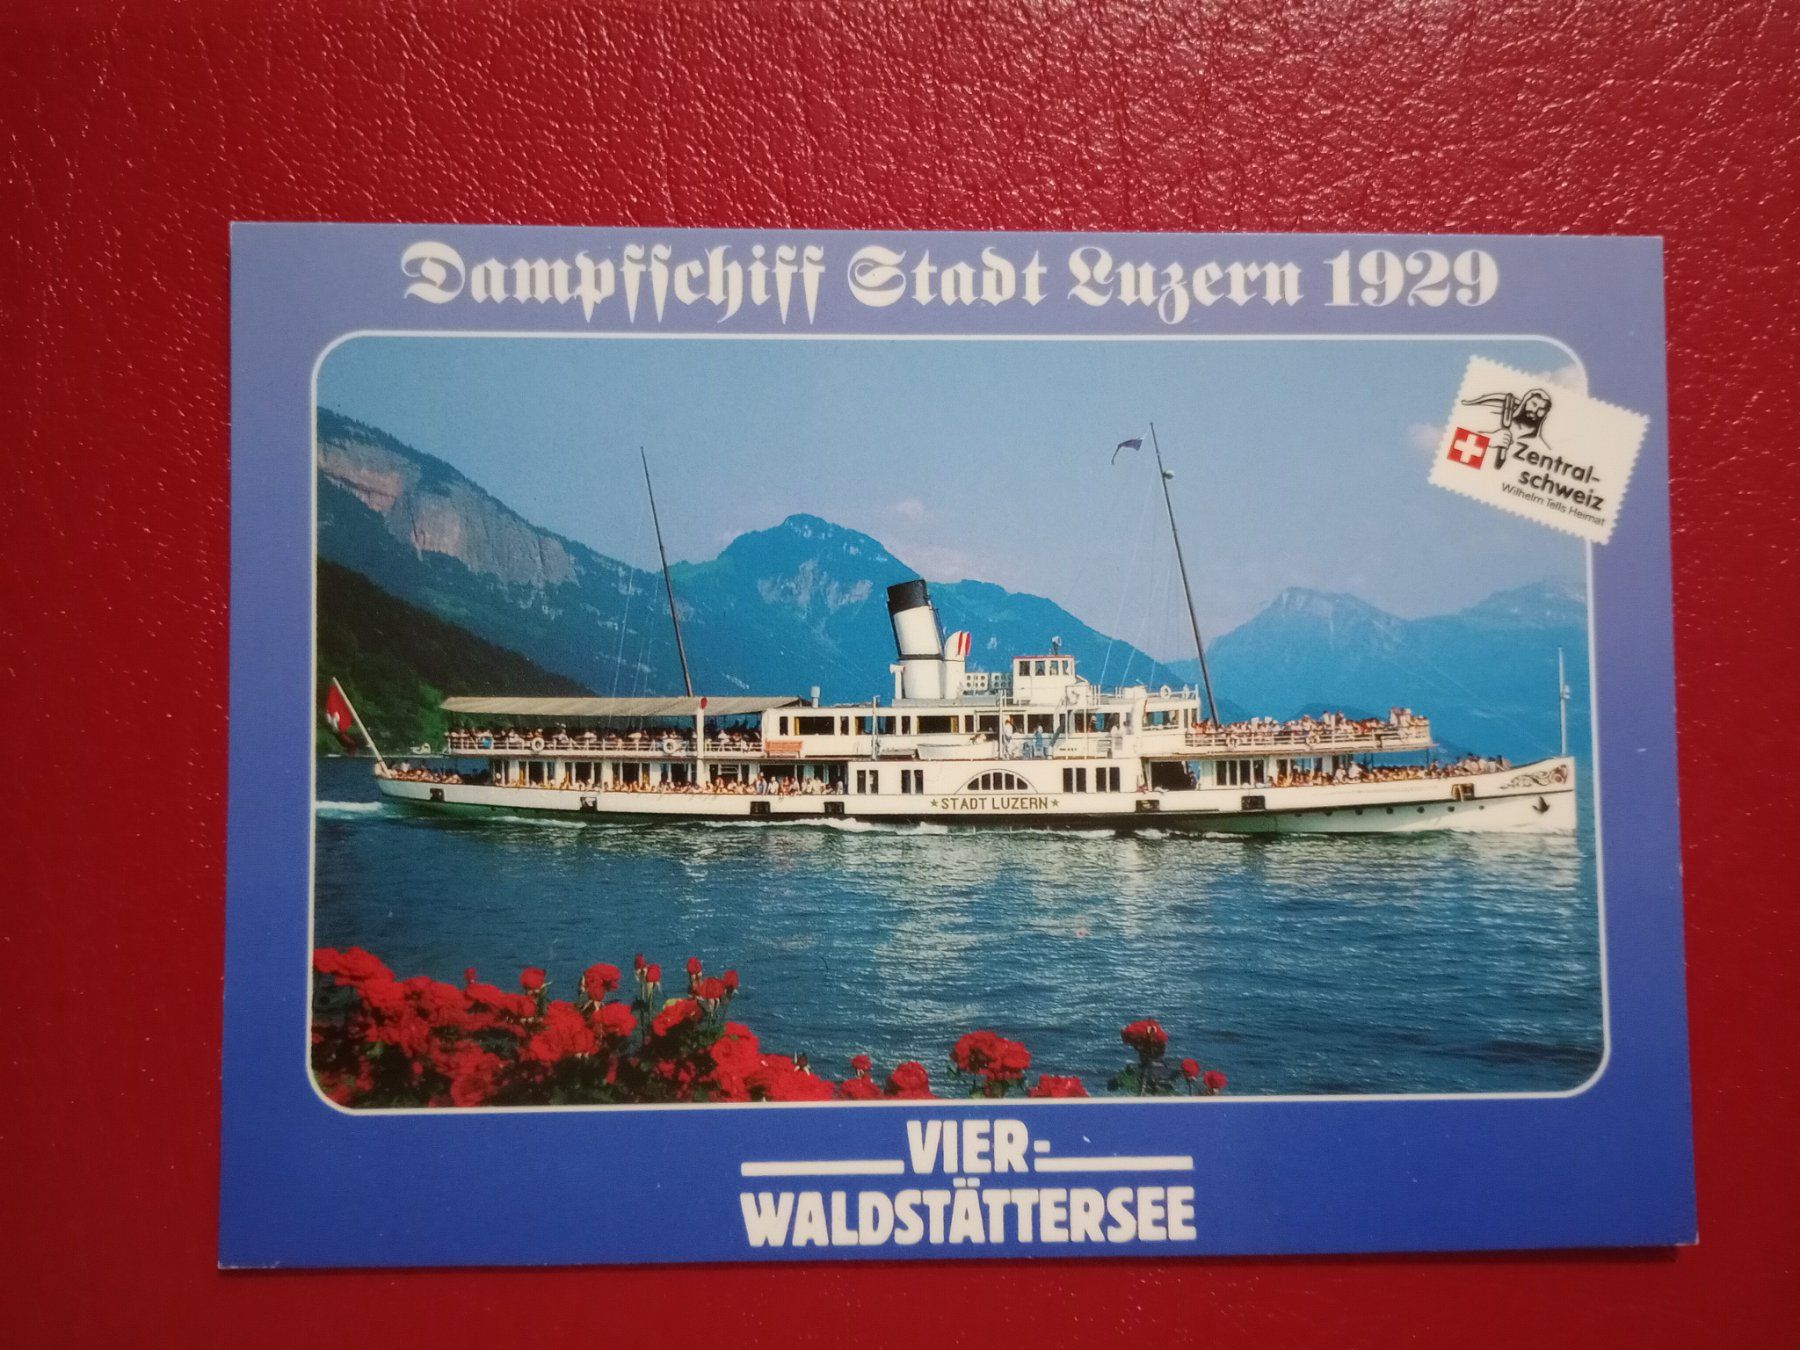 Dampfschiff Stadt Luzern 1929
Zentral-
schweiz
Wilhelm Tells Heimat
★STADT LUZERN★
VIER-
WALDSTÄTTERSEE